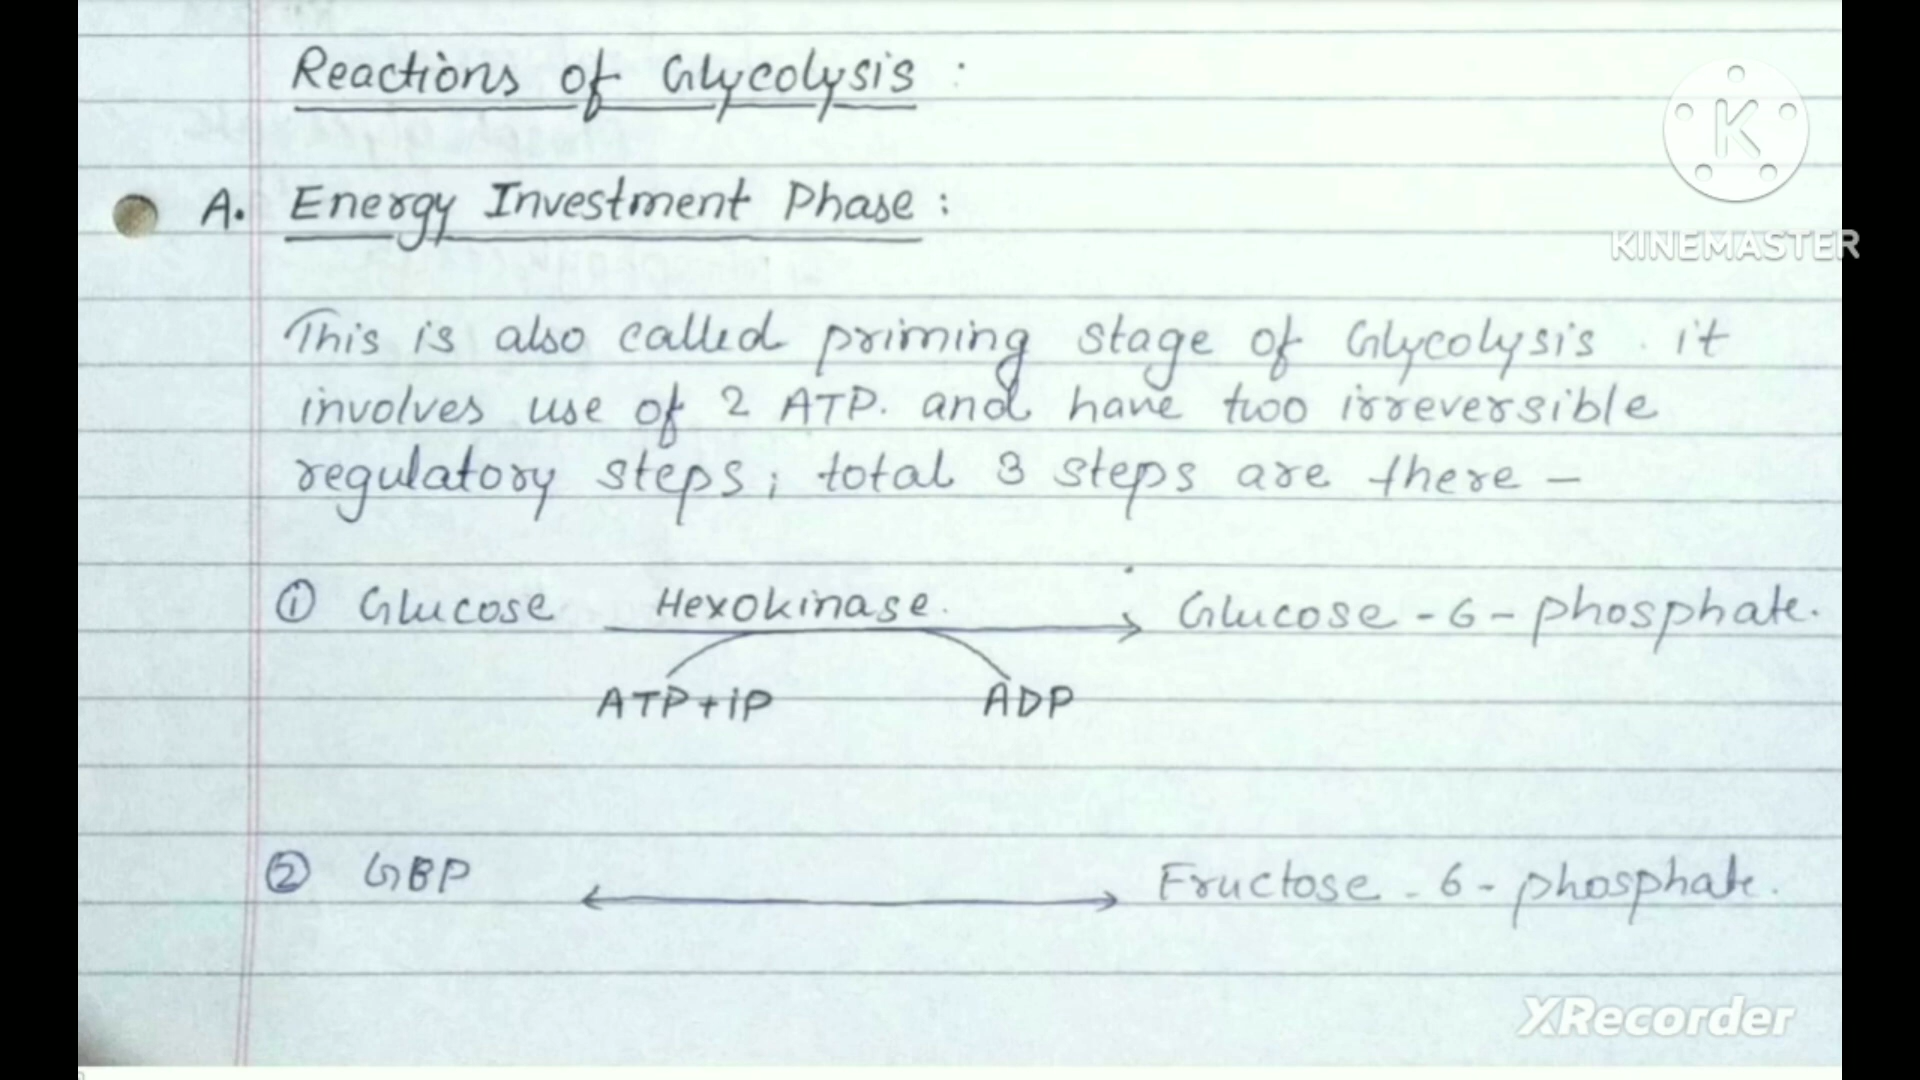 Reactions of Glycolysis :
K
KINEMASTER
A. Energy Investment Phase :
This is also called priming stage of Glycolysis . it
involves use of 2 ATP. and have two irreversible
regulatory steps; total 3 steps are there –
① Glucose Hexokinase. Glucose - 6 - phosphate.
ATP + iP ADP
② GBP Fructose - 6 - phosphate.
XRecorder